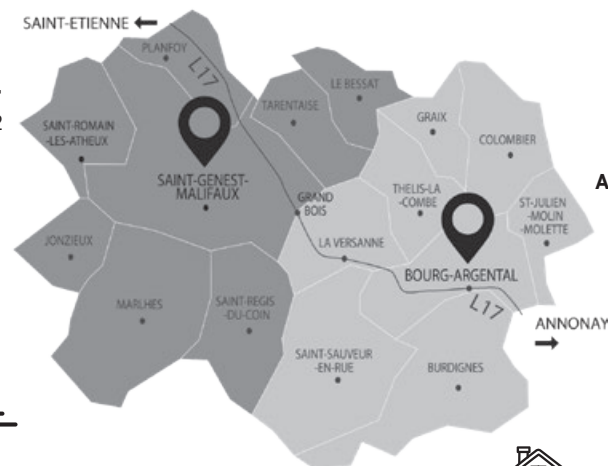 SAINT-ETIENNE
PLANFOY
L17
LE BESSAT
TARENTAISE
GRAIX
2
SAINT-ROMAIN
-LES-ATHEUX
COLOMBIER
A
SAINT-GENEST-
MALIFAUX
THELIS-LA
-COMBE
GRAND
BOIS
ST-JULIEN
-MOLIN
-MOLETTE
JONZIEUX
LA VERSANNE
BOURG-ARGENTAL
MARLHES
SAINT-REGIS
-DU-COIN
L17
ANNONAY
SAINT-SAUVEUR
-EN-RUE
BURDIGNES